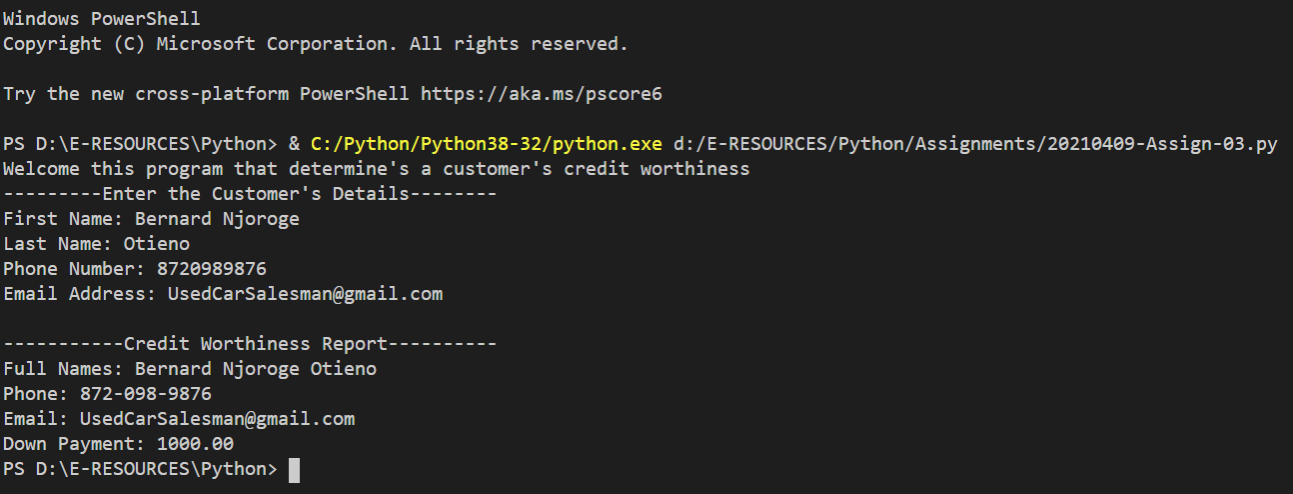 Windows PowerShell
Copyright (C) Microsoft Corporation. All rights reserved.
Try the new cross-platform PowerShell https://aka.ms/pscore6
PS D:\E-RESOURCES\Python> & C:/Python/Python38-32/python.exe d:/E-RESOURCES/Python/Assignments/20210409-Assign-03.py
Welcome this program that determine's a customer's credit worthiness
---------Enter the Customer's Details--------
First Name: Bernard Njoroge
Last Name: Otieno
Phone Number: 8720989876
Email Address: UsedCarSalesman@gmail.com
-----------Credit Worthiness Report----------
Full Names: Bernard Njoroge Otieno
Phone: 872-098-9876
Email: UsedCarSalesman@gmail.com
Down Payment: 1000.00
PS D:\E-RESOURCES\Python>